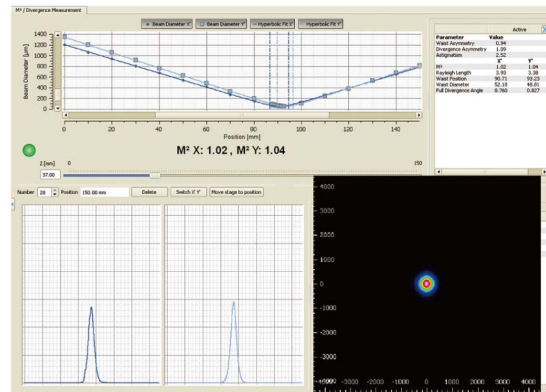 M² / Divergence Measurement
Beam Diameter X' Beam Diameter Y' Hyperbolic Fit X' Hyperbolic Fit Y'
Beam Diameter [µm]
1400
1200
1000
800
600
400
200
0
0 20 40 60 80 100 120 140
Position [mm]
M² X: 1.02 , M² Y: 1.04
Active
Parameter Value
Waist Asymmetry 0.94
Divergence Asymmetry 1.09
Astigmatism 2.52
X' Y'
M² 1.02 1.04
Rayleigh Length 3.93 3.38
Waist Position 90.71 93.23
Waist Diameter 52.10 48.81
Full Divergence Angle 0.760 0.827
Z [mm]
37.00
0 150
Number 28 Position 150.00 mm Delete Switch X' Y' Move stage to position
4000
3000
2000
1000
0
-1000
-2000
-3000
-4000
-3000 -2000 -1000 0 1000 2000 3000 4000